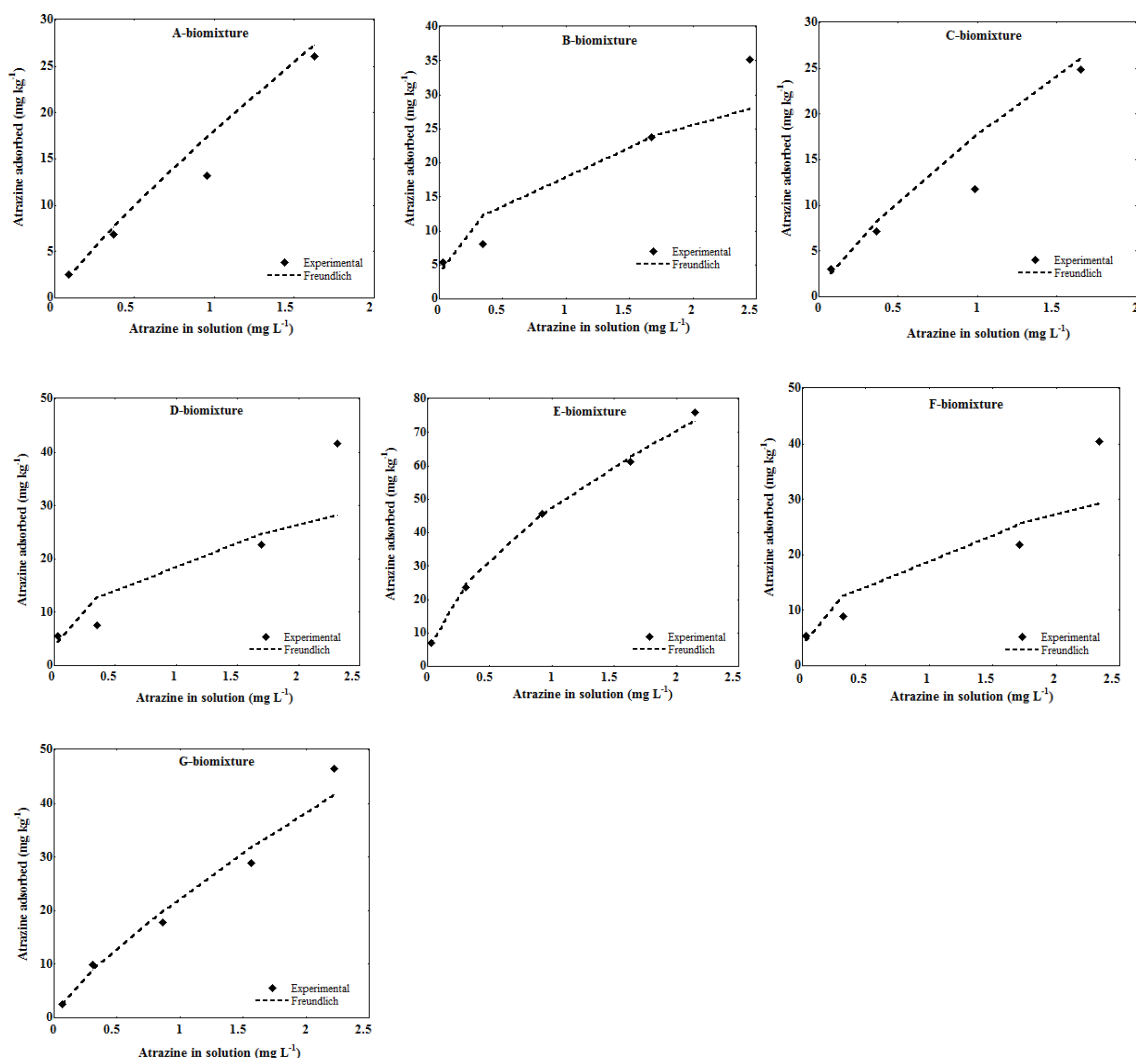 A-biomixture
Atrazine adsorbed (mg kg-1)
30
25
20
15
10
5
0
Experimental
Freundlich
0 0.5 1 1.5 2
Atrazine in solution (mg L-1)
B-biomixture
Atrazine adsorbed (mg kg-1)
40
35
30
25
20
15
10
5
0
Experimental
Freundlich
0 0.5 1 1.5 2 2.5
Atrazine in solution (mg L-1)
C-biomixture
Atrazine adsorbed (mg kg-1)
30
25
20
15
10
5
0
Experimental
Freundlich
0 0.5 1 1.5 2
Atrazine in solution (mg L-1)
D-biomixture
Atrazine adsorbed (mg kg-1)
50
40
30
20
10
0
Experimental
Freundlich
0 0.5 1 1.5 2 2.5
Atrazine in solution (mg L-1)
E-biomixture
Atrazine adsorbed (mg kg-1)
80
70
60
50
40
30
20
10
0
Experimental
Freundlich
0 0.5 1 1.5 2 2.5
Atrazine in solution (mg L-1)
F-biomixture
Atrazine adsorbed (mg kg-1)
50
40
30
20
10
0
Experimental
Freundlich
0 0.5 1 1.5 2 2.5
Atrazine in solution (mg L-1)
G-biomixture
Atrazine adsorbed (mg kg-1)
50
40
30
20
10
0
Experimental
Freundlich
0 0.5 1 1.5 2 2.5
Atrazine in solution (mg L-1)